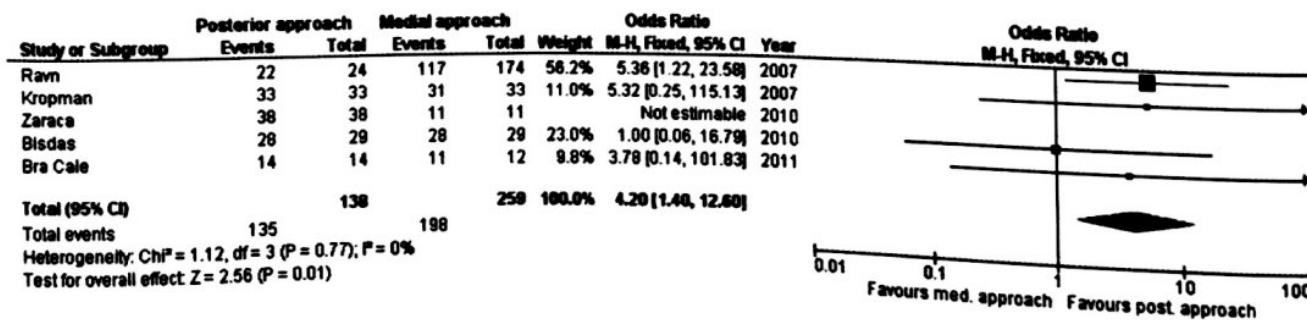 Posterior approach Medial approach Odds Ratio Odds Ratio
Study or Subgroup Events Total Events Total Weight M-H, Fixed, 95% CI Year M-H, Fixed, 95% CI
Ravn 22 24 117 174 56.2% 5.36 [1.22, 23.58] 2007
Kropman 33 33 31 33 11.0% 5.32 [0.25, 115.13] 2007
Zaraca 38 38 11 11 Not estimable 2010
Bisdas 28 29 28 29 23.0% 1.00 [0.06, 16.79] 2010
Bra Cale 14 14 11 12 9.8% 3.78 [0.14, 101.83] 2011
Total (95% CI) 138 259 100.0% 4.20 [1.40, 12.60]
Total events 135 198
Heterogeneity: Chi² = 1.12, df = 3 (P = 0.77); I² = 0%
Test for overall effect: Z = 2.56 (P = 0.01)
0.01 0.1 1 10 100
Favours med. approach Favours post. approach